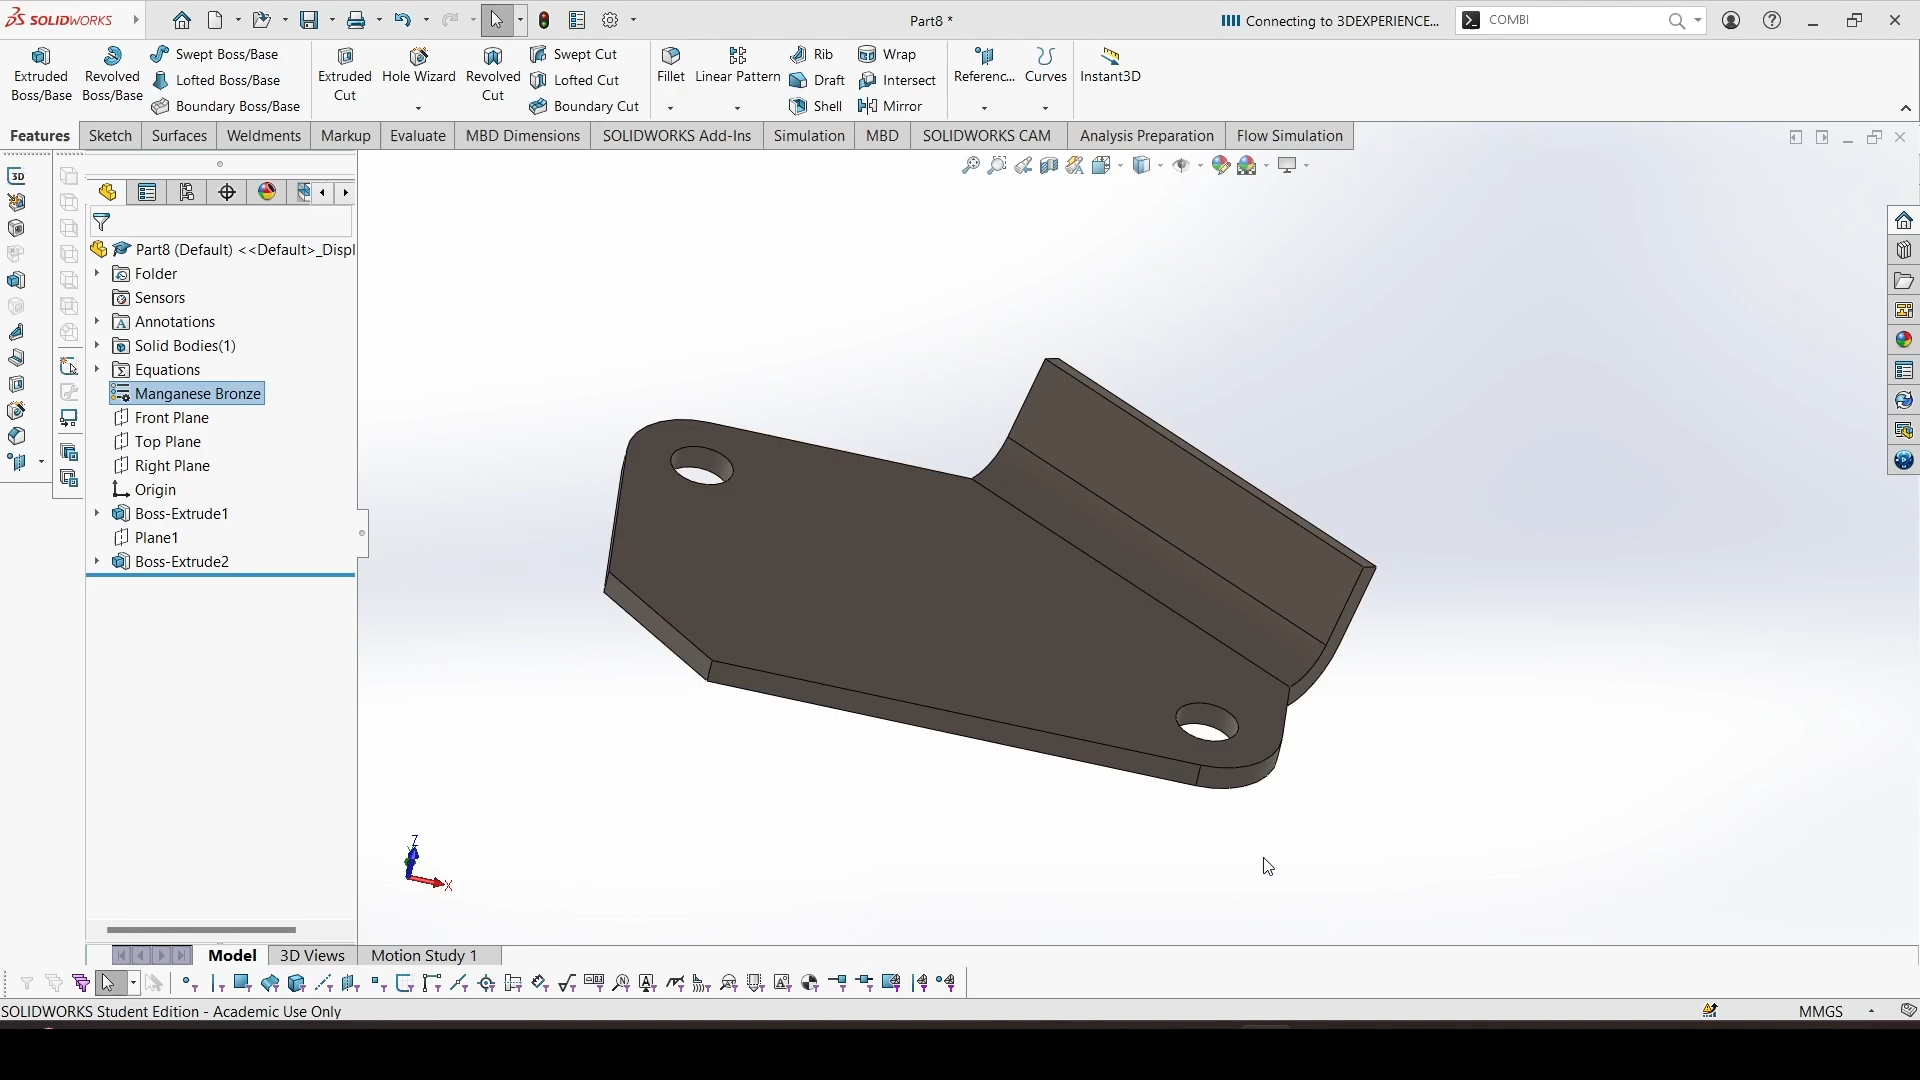 SOLIDWORKS
Part8 *
Connecting to 3DEXPERIENCE...
COMBI
Extruded Boss/Base
Revolved Boss/Base
Swept Boss/Base
Lofted Boss/Base
Boundary Boss/Base
Extruded Cut
Hole Wizard
Revolved Cut
Swept Cut
Lofted Cut
Boundary Cut
Fillet
Linear Pattern
Rib
Draft
Shell
Wrap
Intersect
Mirror
Referenc...
Curves
Instant3D
Features
Sketch
Surfaces
Weldments
Markup
Evaluate
MBD Dimensions
SOLIDWORKS Add-Ins
Simulation
MBD
SOLIDWORKS CAM
Analysis Preparation
Flow Simulation
3D
Part8 (Default) <<Default>_Displ
Folder
Sensors
Annotations
Solid Bodies(1)
Equations
Manganese Bronze
Front Plane
Top Plane
Right Plane
Origin
Boss-Extrude1
Plane1
Boss-Extrude2
Z
X
Model
3D Views
Motion Study 1
SOLIDWORKS Student Edition - Academic Use Only
MMGS